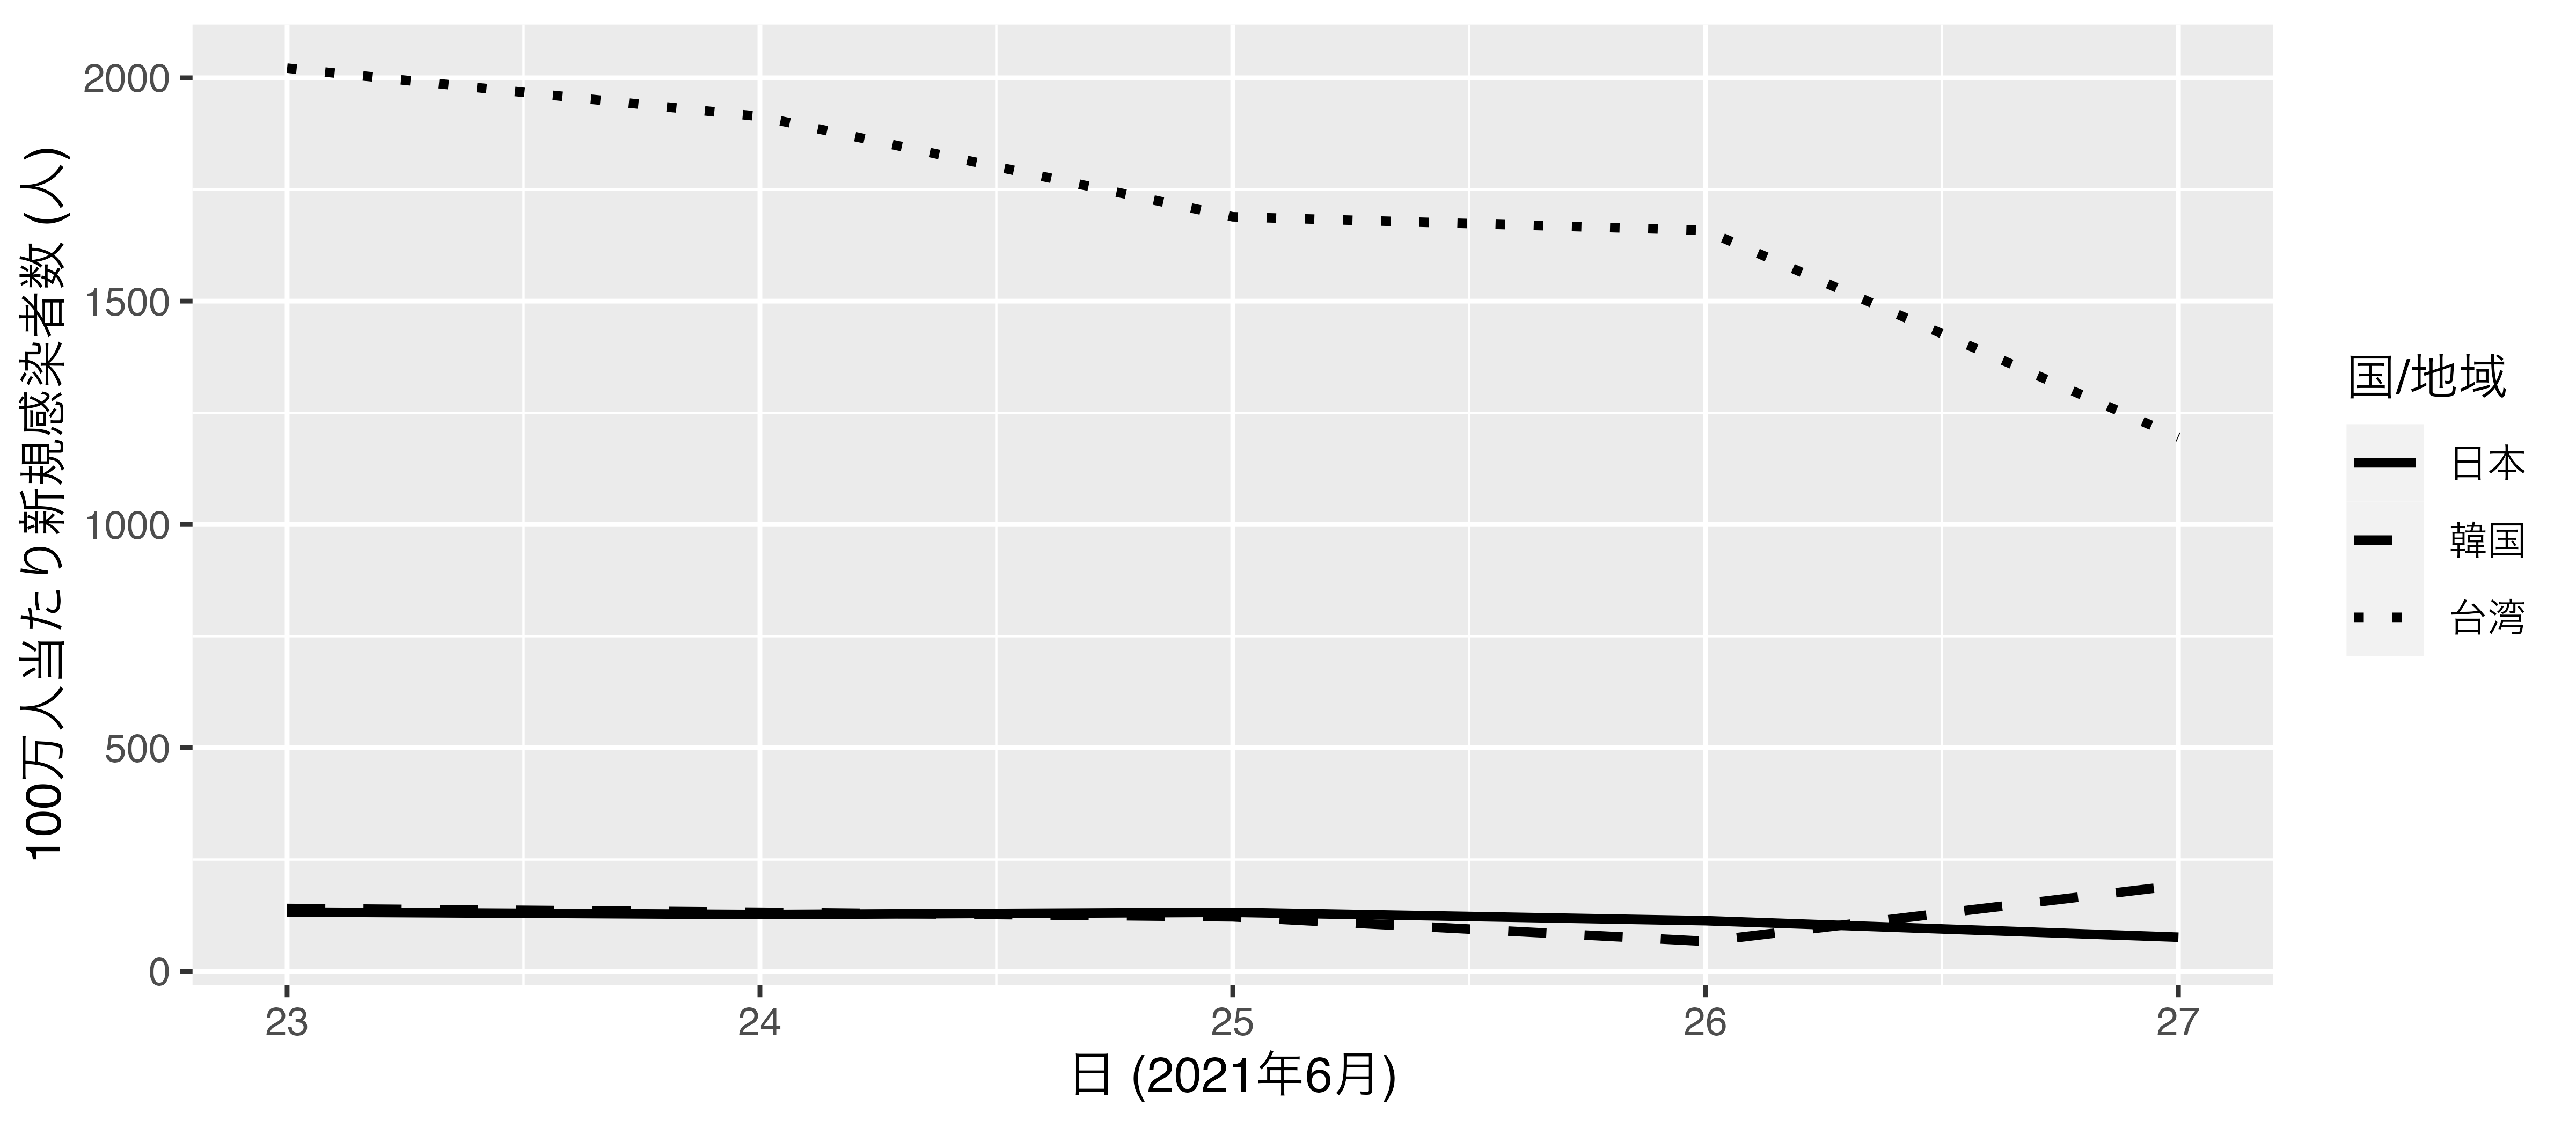 100万人当たり新規感染者数 (人)
2000
1500
1000
500
0
23 24 25 26 27
日 (2021年6月)
国/地域
日本
韓国
台湾